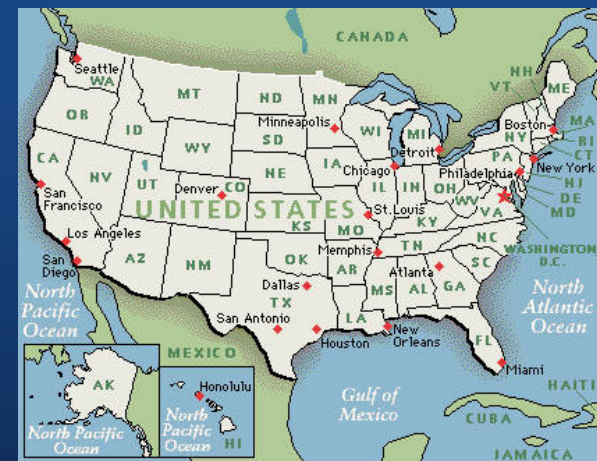 CANADA
Seattle
WA
MT
ND
MN
NH
VT
ME
OR
ID
Minneapolis
WI
MI
Boston
MA
NY
RI
SD
WY
Detroit
CT
CA
NV
IA
Chicago
PA
New York
NE
Philadelphia
NJ
UT
Denver
CO
IL
IN
OH
DE
San
Francisco
WV
MD
UNITED STATES
St.Louis
VA
KS
MO
KY
WASHINGTON
D.C.
Los Angeles
NC
TN
OK
Memphis
San
Diego
AZ
NM
AR
Atlanta
SC
North
Pacific
Ocean
Dallas
MS
AL
GA
North
Atlantic
Ocean
TX
San Antonio
LA
Houston
New
Orleans
FL
MEXICO
Miami
AK
Honolulu
Gulf of
Mexico
HAITI
CUBA
North Pacific
Ocean
North
Pacific
Ocean
HI
JAMAICA